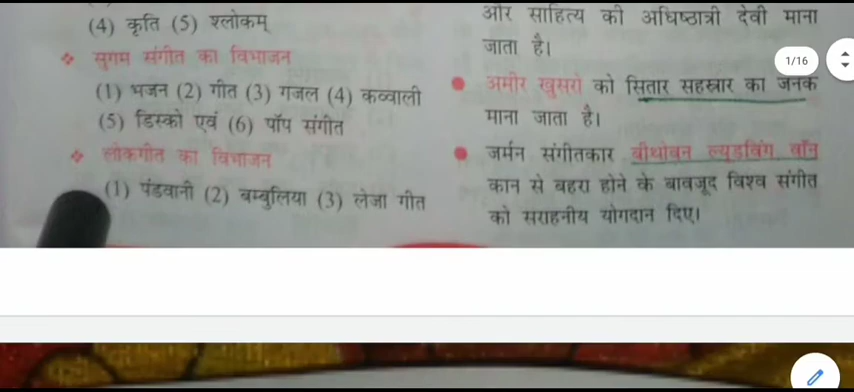 (4) कृति (5) श्लोकम्
❖ सुगम संगीत का विभाजन
(1) भजन (2) गीत (3) गजल (4) कव्वाली
(5) डिस्को एवं (6) पॉप संगीत
❖ लोकगीत का विभाजन
(1) पंडवानी (2) बम्बुलिया (3) लेजा गीत
और साहित्य की अधिष्ठात्री देवी माना
जाता है।
● अमीर खुसरो को सितार सहस्त्रार का जनक
माना जाता है।
● जर्मन संगीतकार बीथोवन ल्यूडविंग वॉन
कान से बहरा होने के बावजूद विश्व संगीत
को सराहनीय योगदान दिए।
1/16